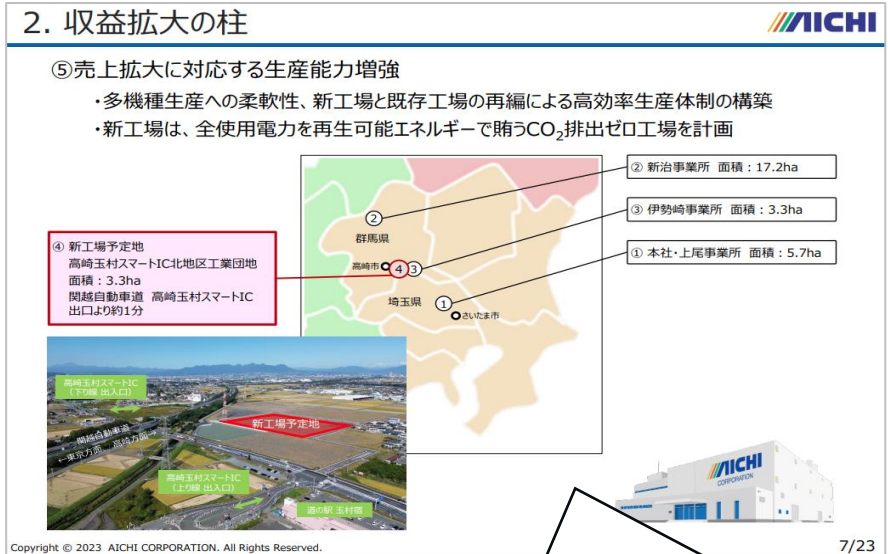 2. 収益拡大の柱
AICHI
⑤売上拡大に対応する生産能力増強
・多機種生産への柔軟性、新工場と既存工場の再編による高効率生産体制の構築
・新工場は、全使用電力を再生可能エネルギーで賄うCO₂排出ゼロ工場を計画
② 新治事業所 面積：17.2ha
③ 伊勢崎事業所 面積：3.3ha
① 本社・上尾事業所 面積：5.7ha
④ 新工場予定地
高崎玉村スマートIC北地区工業団地
面積：3.3ha
関越自動車道 高崎玉村スマートIC
出口より約1分
②
群馬県
高崎市
④
③
埼玉県
①
さいたま市
高崎玉村スマートIC
（下り線 出入口）
新工場予定地
関越自動車道
←東京方面 高崎方面→
高崎玉村スマートIC
（上り線 出入口）
道の駅 玉村宿
AICHI
CORPORATION
Copyright © 2023 AICHI CORPORATION. All Rights Reserved.
7/23